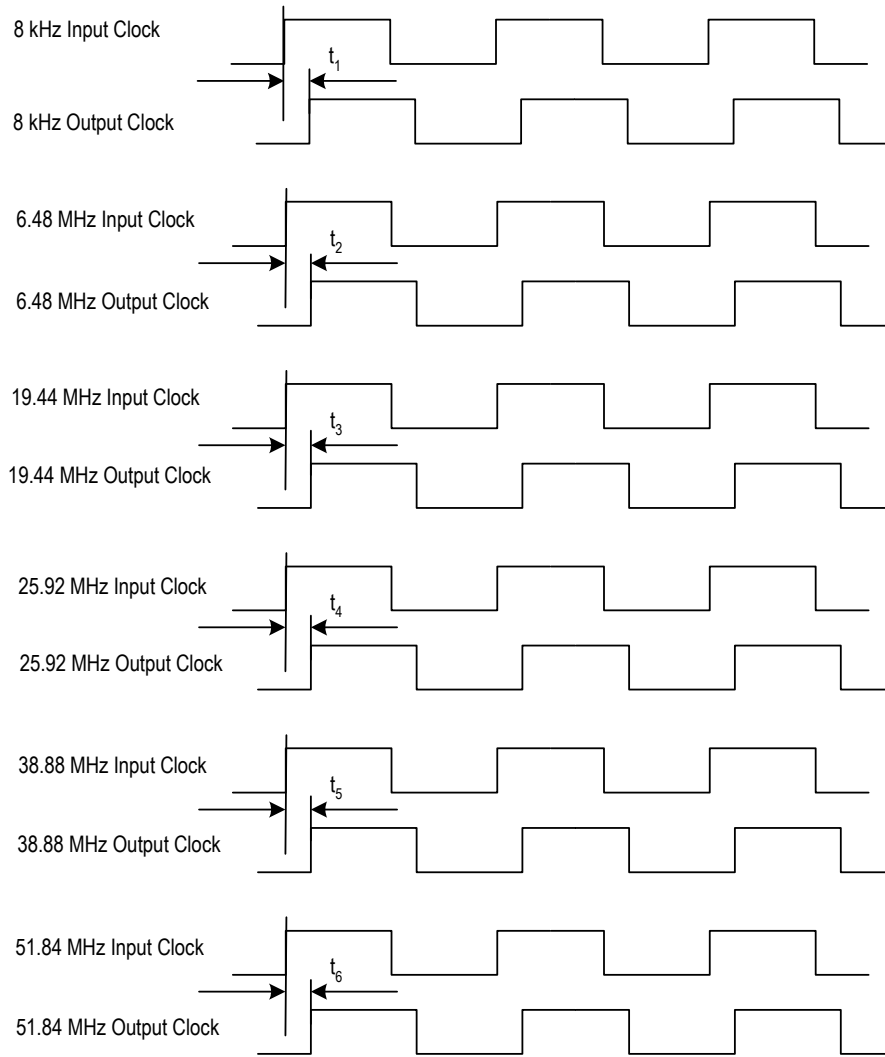 8 kHz Input Clock
t1
8 kHz Output Clock
6.48 MHz Input Clock
t2
6.48 MHz Output Clock
19.44 MHz Input Clock
t3
19.44 MHz Output Clock
25.92 MHz Input Clock
t4
25.92 MHz Output Clock
38.88 MHz Input Clock
t5
38.88 MHz Output Clock
51.84 MHz Input Clock
t6
51.84 MHz Output Clock